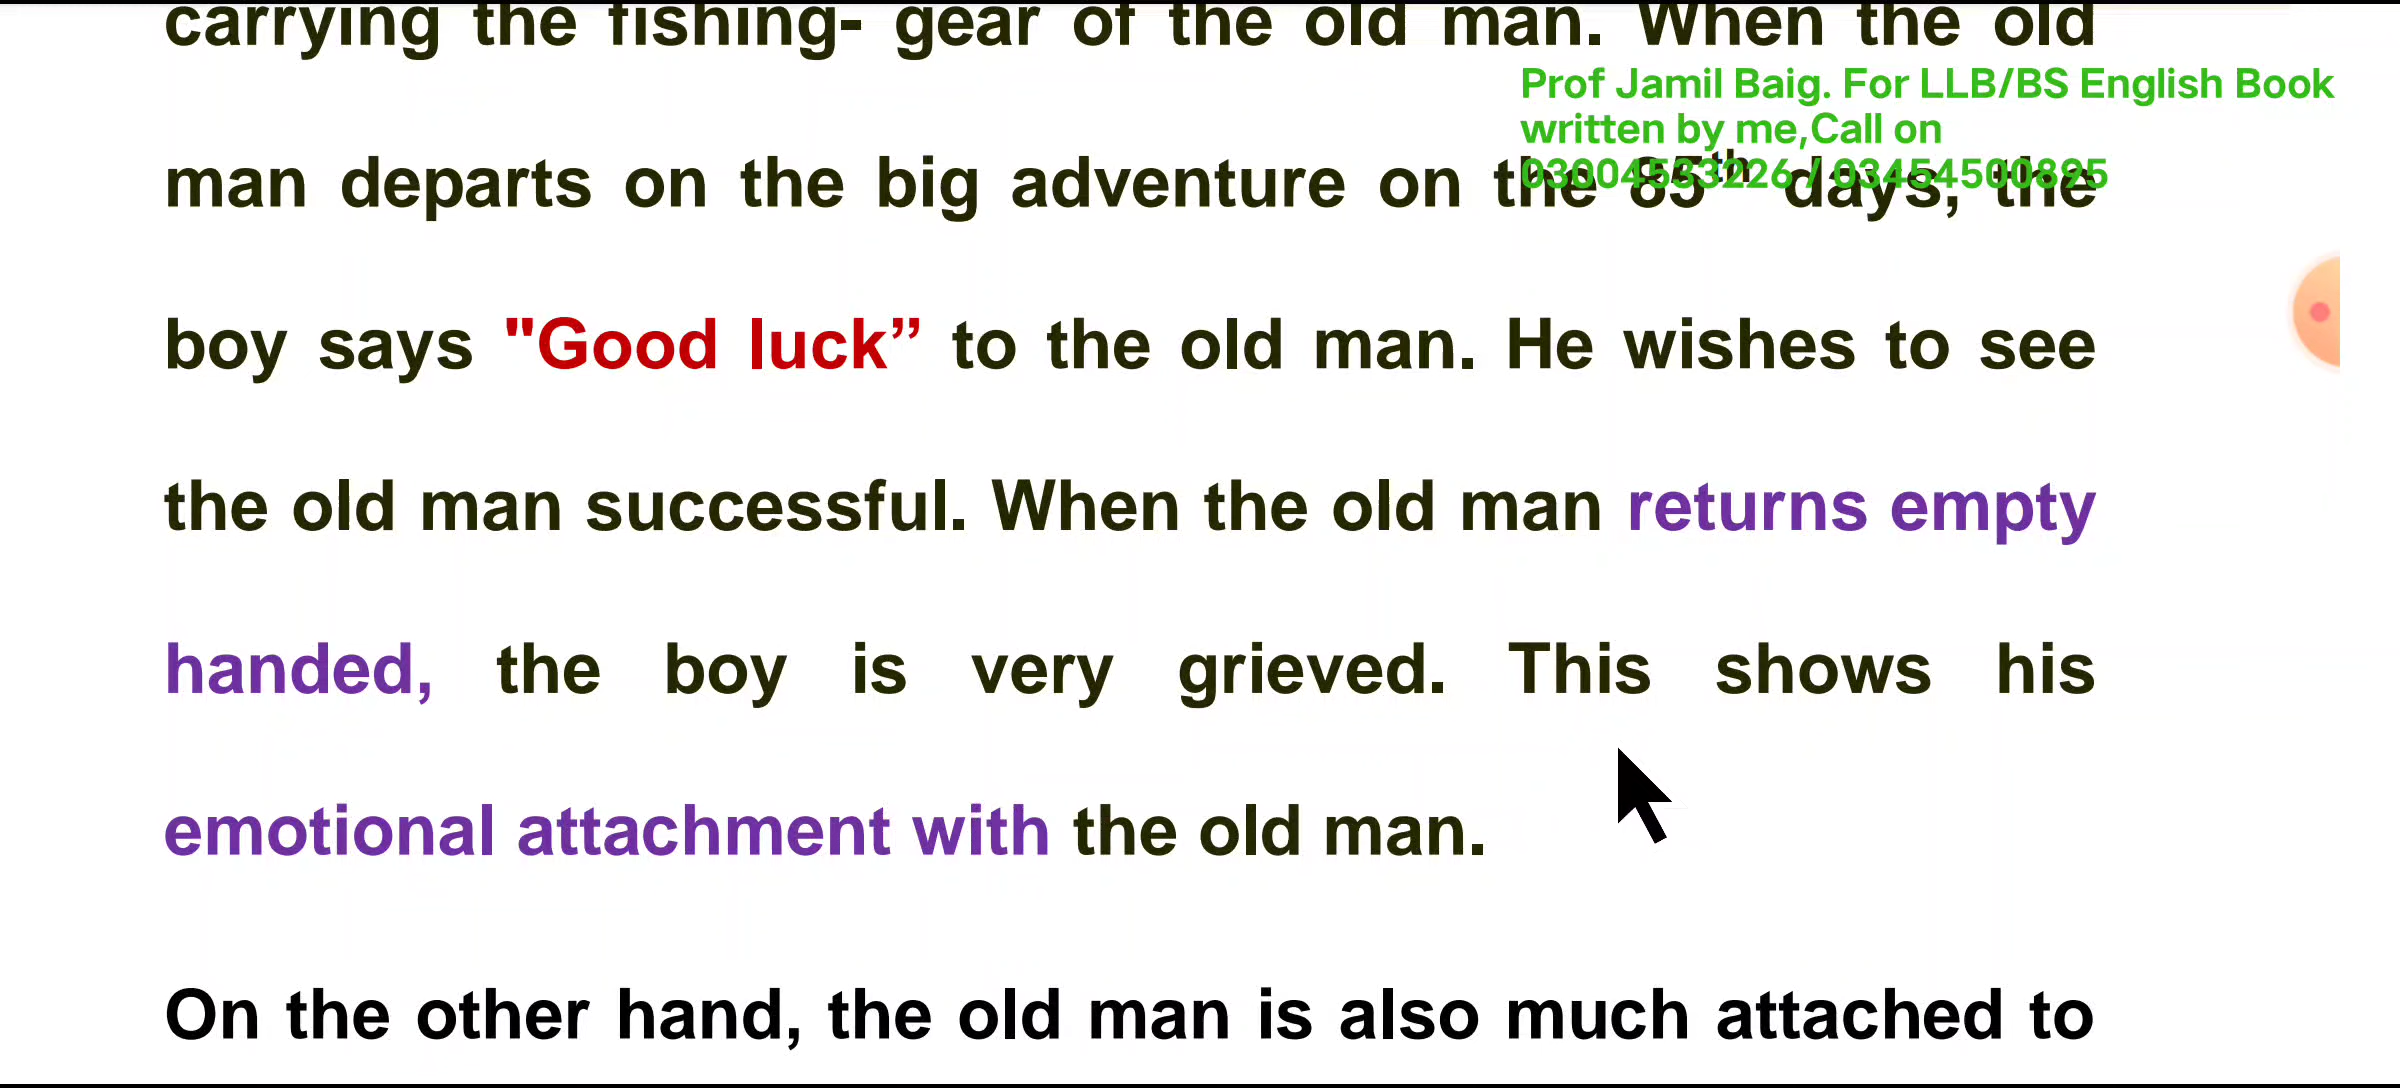 carrying the fishing- gear of the old man. When the old
Prof Jamil Baig. For LLB/BS English Book
written by me,Call on
03004533226 / 03454500895
man departs on the big adventure on the 85th days, the
boy says "Good luck” to the old man. He wishes to see
the old man successful. When the old man returns empty
handed, the boy is very grieved. This shows his
emotional attachment with the old man.
On the other hand, the old man is also much attached to